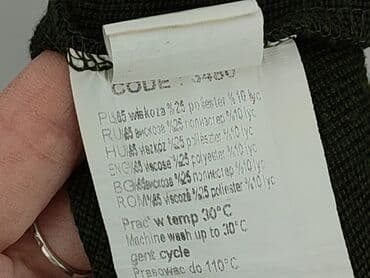 CODE : 3480
PL/%65 wiskoza %25 poliester %10 lyc
RU/%65 вискоза %25 полиэстер %10 lyc
HU/%65 viszkóz %25 poliészter %10 lyc
ENG/%65 viscose %25 polyester %10 lyc
BG/%65 вискоза %25 полиестер %10 lyc
ROM/%65 viscoză %25 poliester %10 lyc
Prać w temp 30°C
Machine wash up to 30°C
gent cycle
Prasować do 110°C